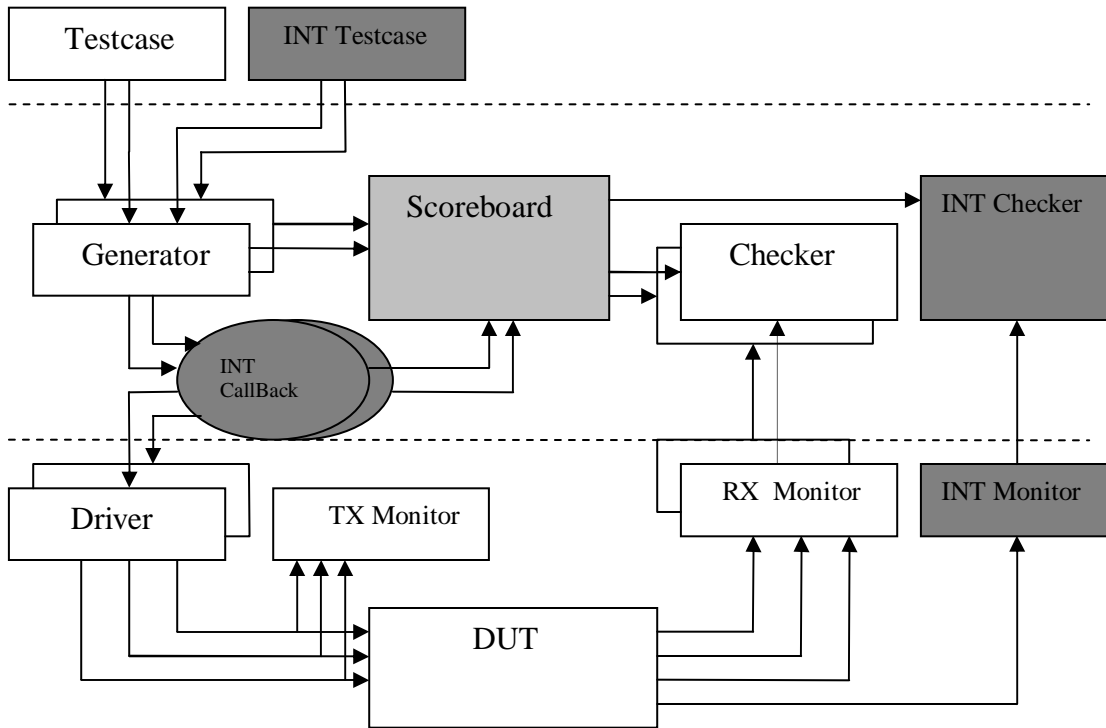 Testcase
INT Testcase
Scoreboard
INT Checker
Generator
Checker
INT
CallBack
Driver
TX Monitor
RX Monitor
INT Monitor
DUT